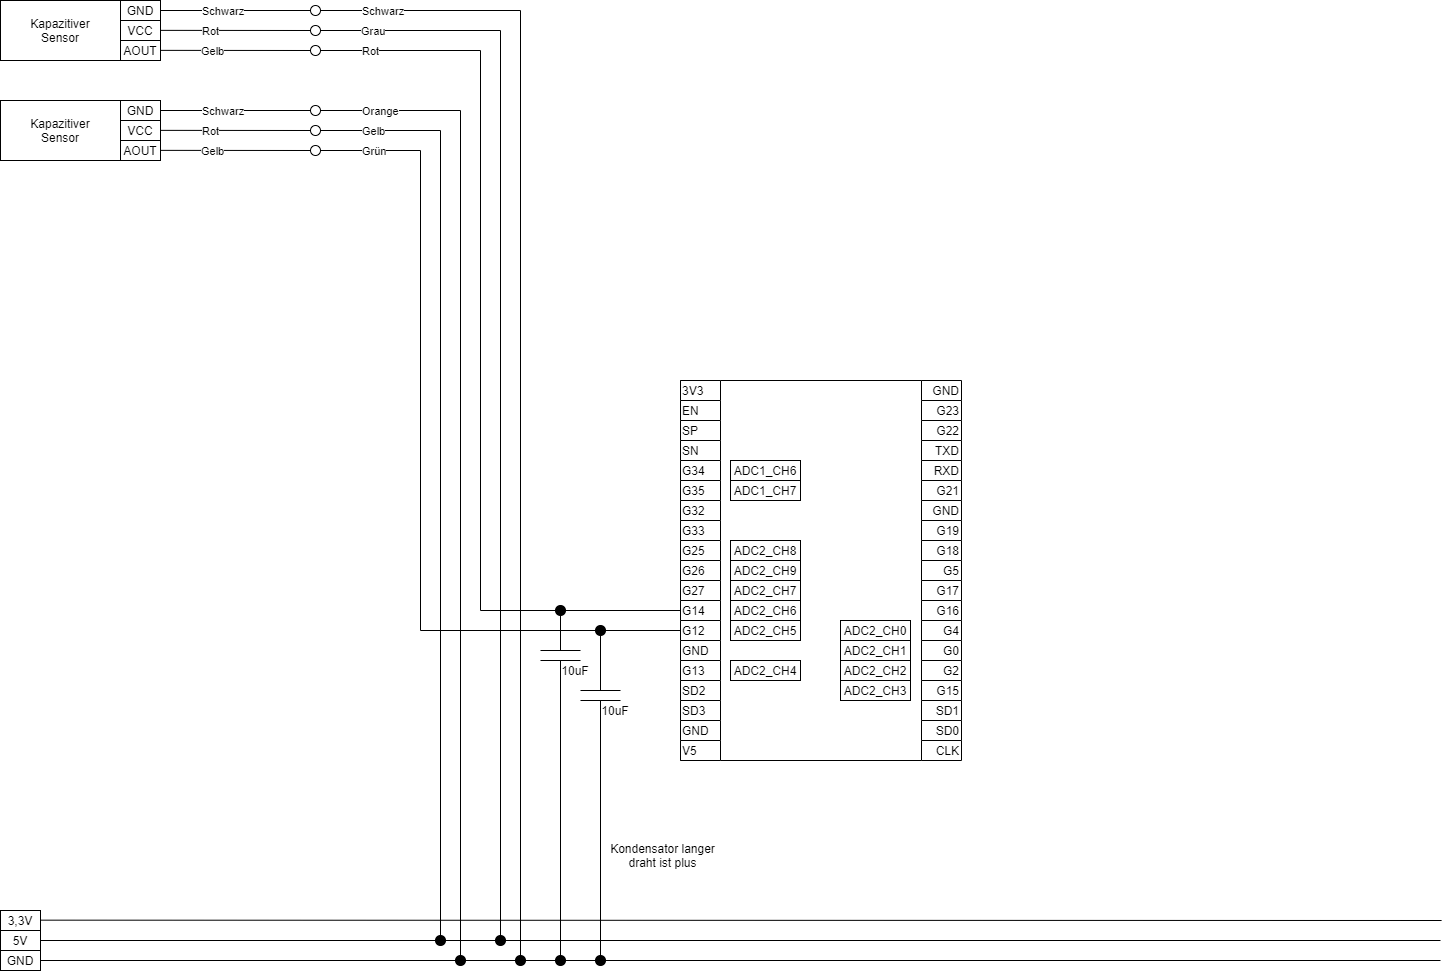 Kapazitiver
Sensor
GND
Schwarz
Schwarz
VCC
Rot
Grau
AOUT
Gelb
Rot
Kapazitiver
Sensor
GND
Schwarz
Orange
VCC
Rot
Gelb
AOUT
Gelb
Grün
3V3
GND
EN
G23
SP
G22
SN
TXD
G34
ADC1_CH6
RXD
G35
ADC1_CH7
G21
G32
GND
G33
G19
G25
ADC2_CH8
G18
G26
ADC2_CH9
G5
G27
ADC2_CH7
G17
G14
ADC2_CH6
G16
G12
ADC2_CH5
ADC2_CH0
G4
GND
ADC2_CH1
G0
G13
ADC2_CH4
ADC2_CH2
G2
SD2
ADC2_CH3
G15
SD3
SD1
GND
SD0
V5
CLK
10uF
10uF
Kondensator langer
draht ist plus
3,3V
5V
GND